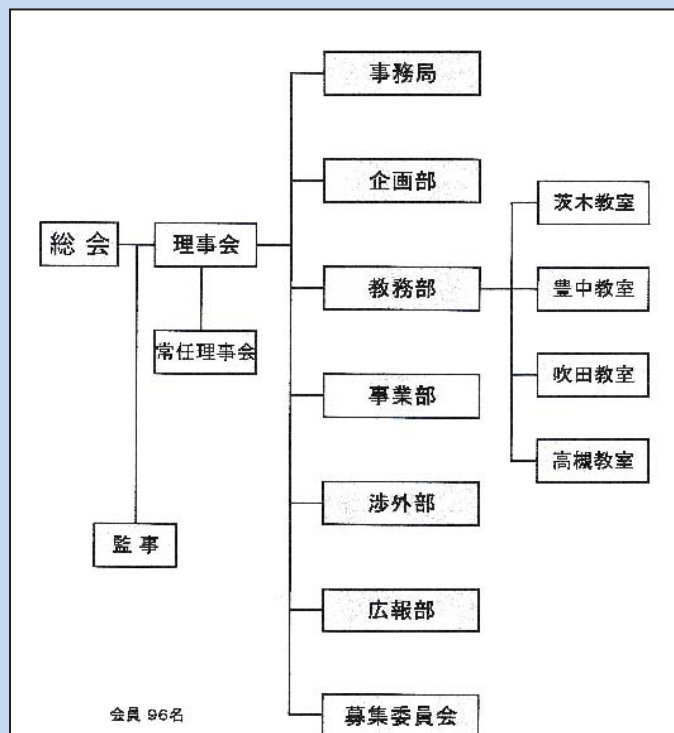 総会
理事会
常任理事会
監事
事務局
企画部
教務部
事業部
渉外部
広報部
募集委員会
茨木教室
豊中教室
吹田教室
高槻教室
会員 96名